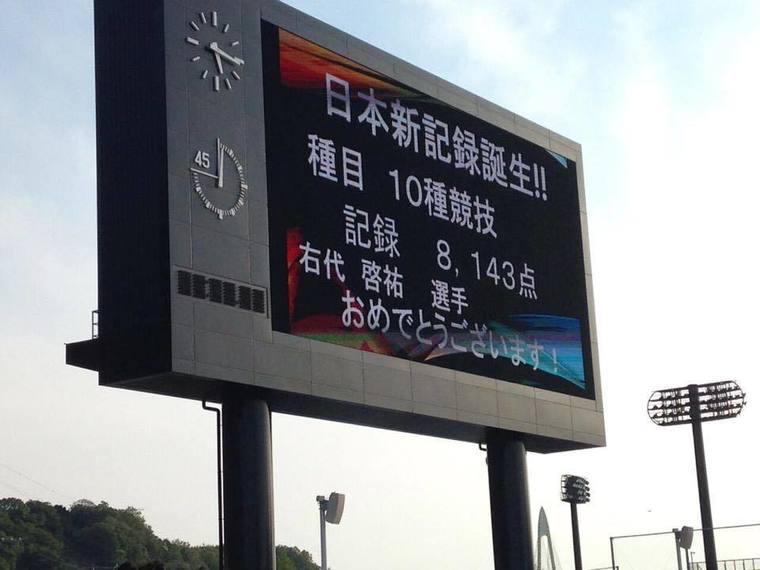 45
日本新記録誕生!!
種目 10種競技
記録 8,143点
右代 啓祐 選手
おめでとうございます!